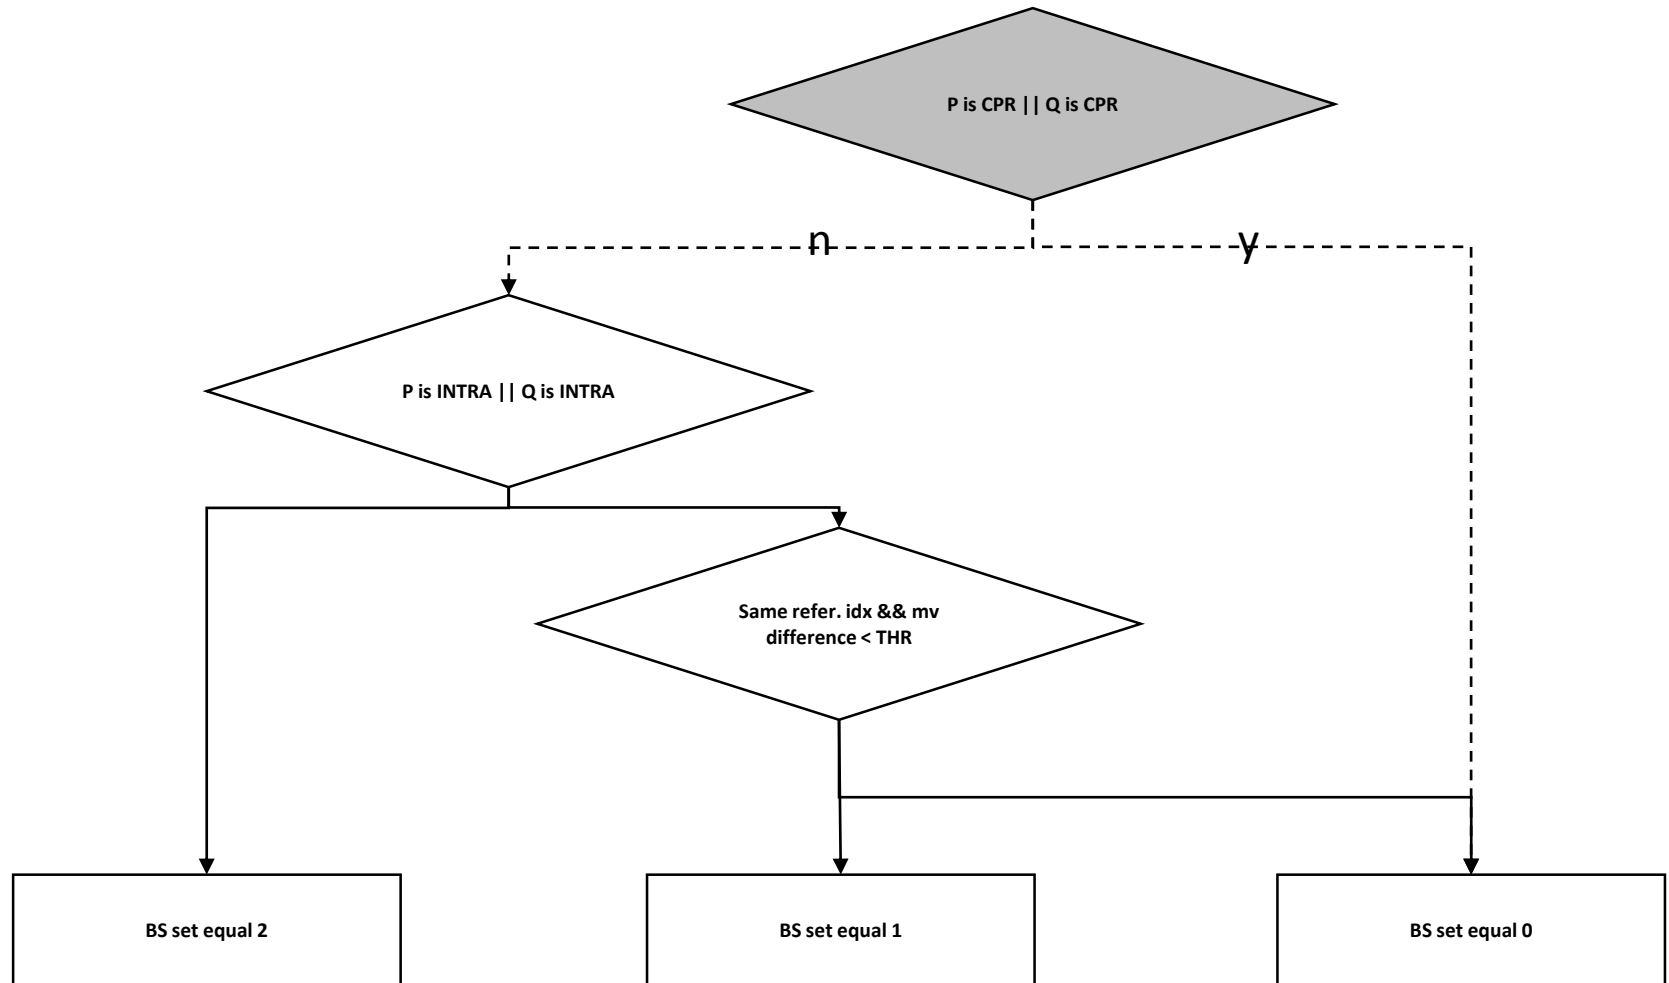 P is CPR || Q is CPR
n
y
P is INTRA || Q is INTRA
Same refer. idx && mv
difference < THR
BS set equal 2
BS set equal 1
BS set equal 0